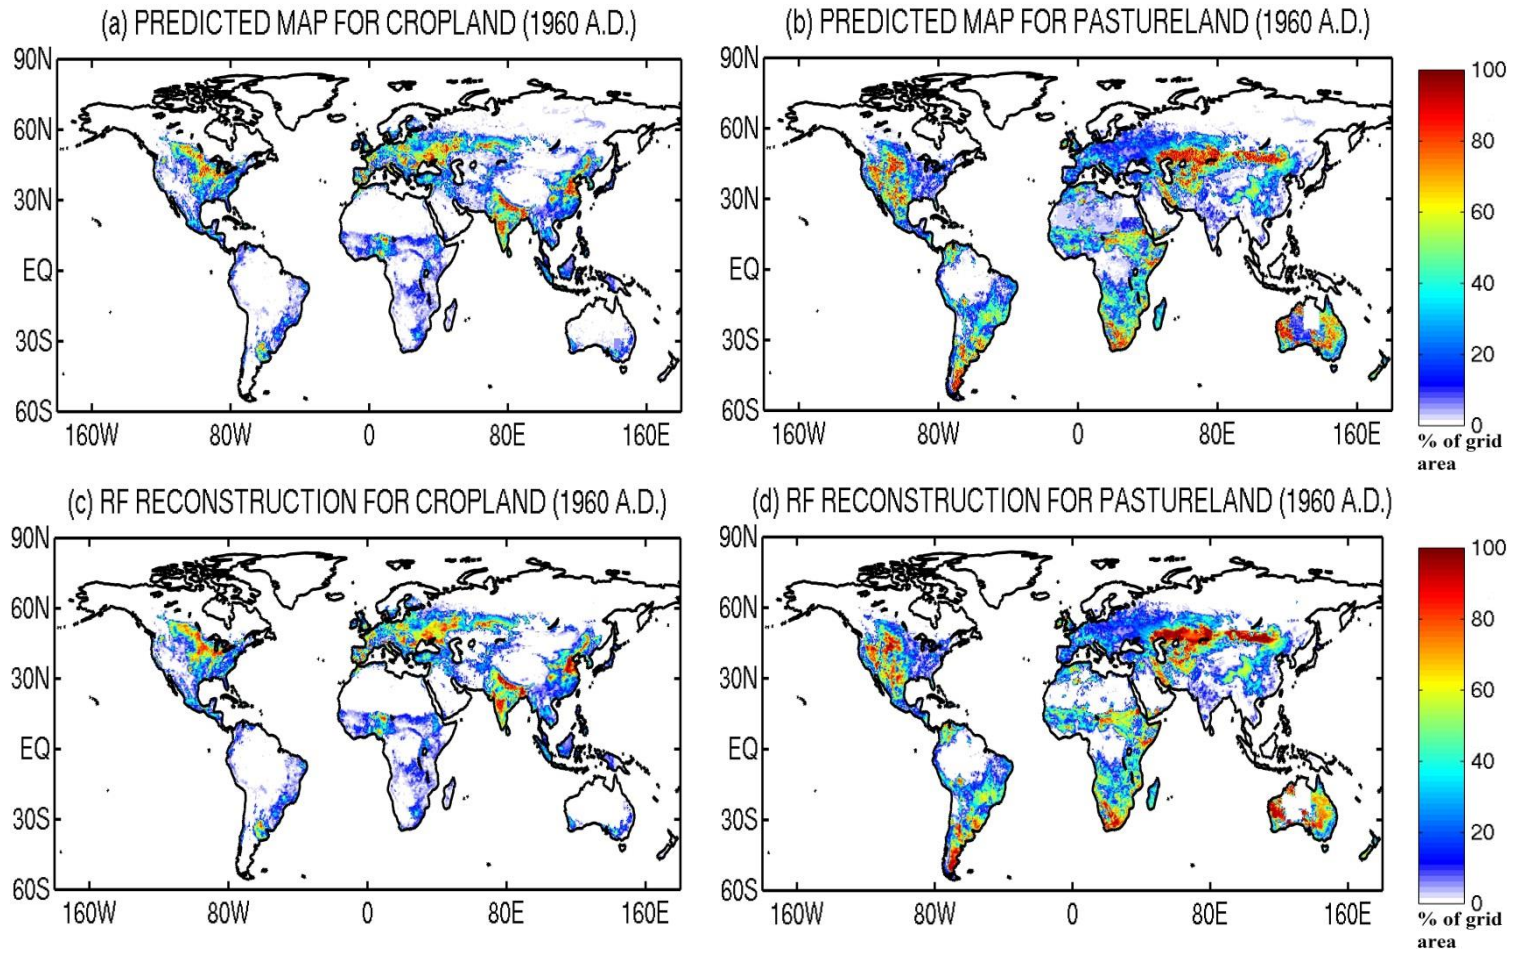 (a) PREDICTED MAP FOR CROPLAND (1960 A.D.)
90N
60N
30N
EQ
30S
60S
160W 80W 0 80E 160E
(b) PREDICTED MAP FOR PASTURELAND (1960 A.D.)
90N
60N
30N
EQ
30S
60S
160W 80W 0 80E 160E
100
80
60
40
20
0
% of grid
area
(c) RF RECONSTRUCTION FOR CROPLAND (1960 A.D.)
90N
60N
30N
EQ
30S
60S
160W 80W 0 80E 160E
(d) RF RECONSTRUCTION FOR PASTURELAND (1960 A.D.)
90N
60N
30N
EQ
30S
60S
160W 80W 0 80E 160E
100
80
60
40
20
0
% of grid
area